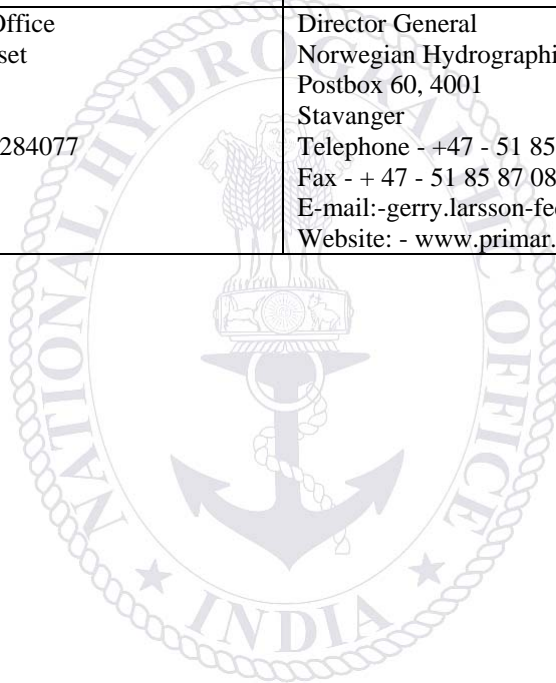 Office
set
284077
Director General
Norwegian Hydrographi
Postbox 60, 4001
Stavanger
Telephone - +47 - 51 85
Fax - + 47 - 51 85 87 08
E-mail:-gerry.larsson-fe
Website: - www.primar.
NATIONAL HYDROGRAPHIC OFFICE
INDIA